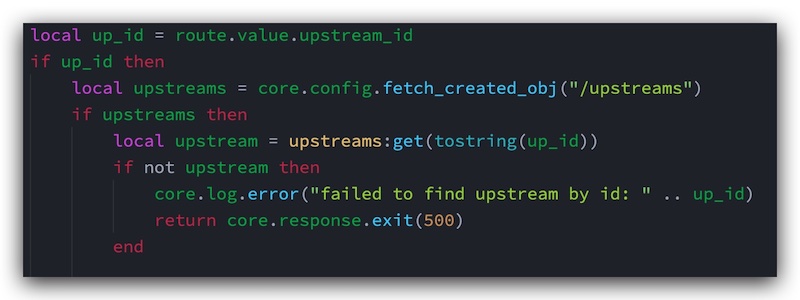 local up_id = route.value.upstream_id
if up_id then
    local upstreams = core.config.fetch_created_obj("/upstreams")
    if upstreams then
        local upstream = upstreams:get(tostring(up_id))
        if not upstream then
            core.log.error("failed to find upstream by id: " .. up_id)
            return core.response.exit(500)
        end